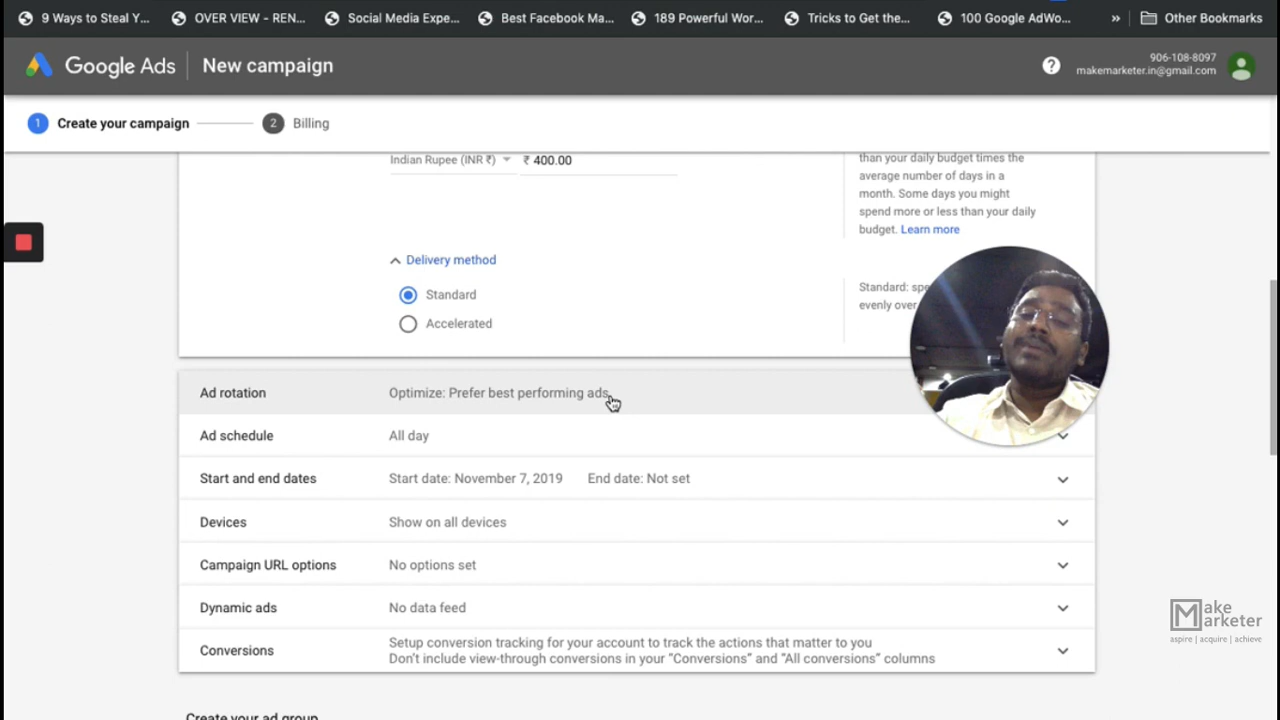 9 Ways to Steal Y...
OVER VIEW - REN...
Social Media Expe...
Best Facebook Ma...
189 Powerful Wor...
Tricks to Get the...
100 Google AdWo...
»
Other Bookmarks
Google Ads
New campaign
?
906-108-8097
makemarketer.in@gmail.com
1 Create your campaign
2 Billing
Indian Rupee (INR ₹)
₹ 400.00
than your daily budget times the
average number of days in a
month. Some days you might
spend more or less than your daily
budget. Learn more
Delivery method
Standard
Accelerated
Standard:
evenly over
Ad rotation
Optimize: Prefer best performing ads
Ad schedule
All day
Start and end dates
Start date: November 7, 2019 End date: Not set
Devices
Show on all devices
Campaign URL options
No options set
Dynamic ads
No data feed
Conversions
Setup conversion tracking for your account to track the actions that matter to you
Don't include view-through conversions in your “Conversions” and “All conversions” columns
Create your ad group
Make
Marketer
aspire | acquire | achieve